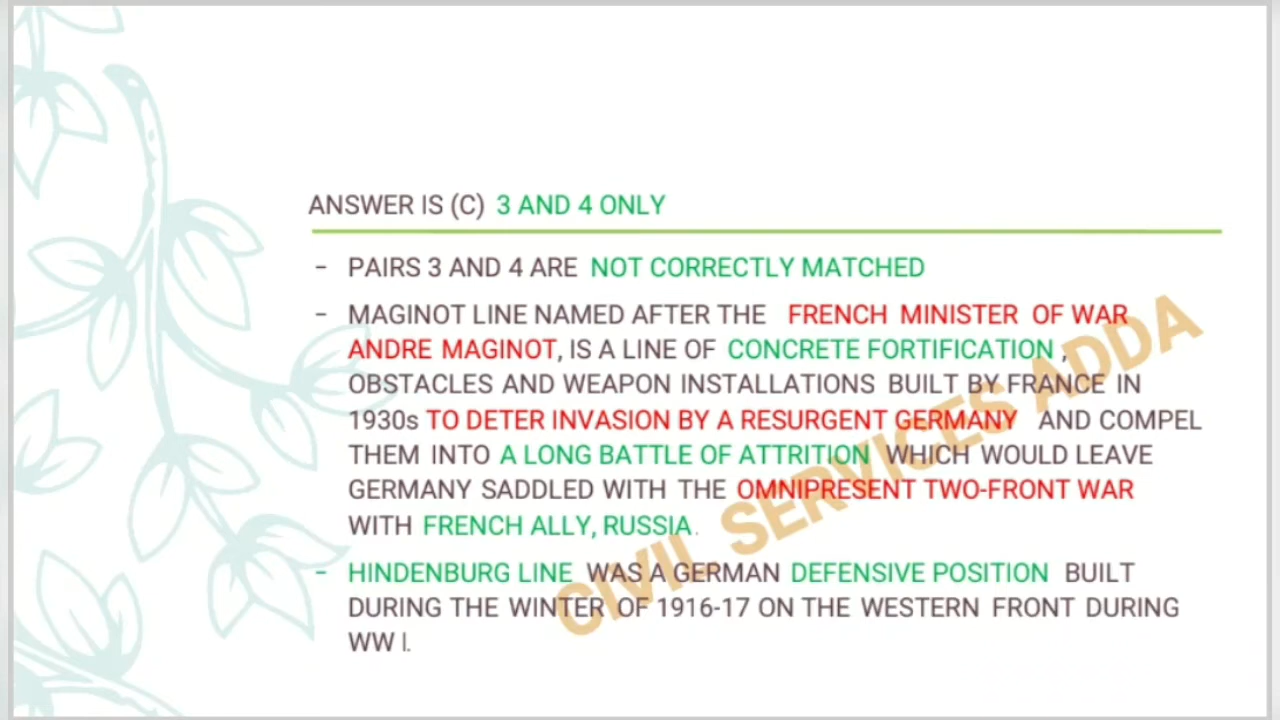 ANSWER IS (C) 3 AND 4 ONLY
– PAIRS 3 AND 4 ARE NOT CORRECTLY MATCHED
– MAGINOT LINE NAMED AFTER THE FRENCH MINISTER OF WAR
ANDRE MAGINOT, IS A LINE OF CONCRETE FORTIFICATION ,
OBSTACLES AND WEAPON INSTALLATIONS BUILT BY FRANCE IN
1930s TO DETER INVASION BY A RESURGENT GERMANY AND COMPEL
THEM INTO A LONG BATTLE OF ATTRITION WHICH WOULD LEAVE
GERMANY SADDLED WITH THE OMNIPRESENT TWO-FRONT WAR
WITH FRENCH ALLY, RUSSIA.
– HINDENBURG LINE WAS A GERMAN DEFENSIVE POSITION BUILT
DURING THE WINTER OF 1916-17 ON THE WESTERN FRONT DURING
WW I.
CIVIL SERVICES ADDA